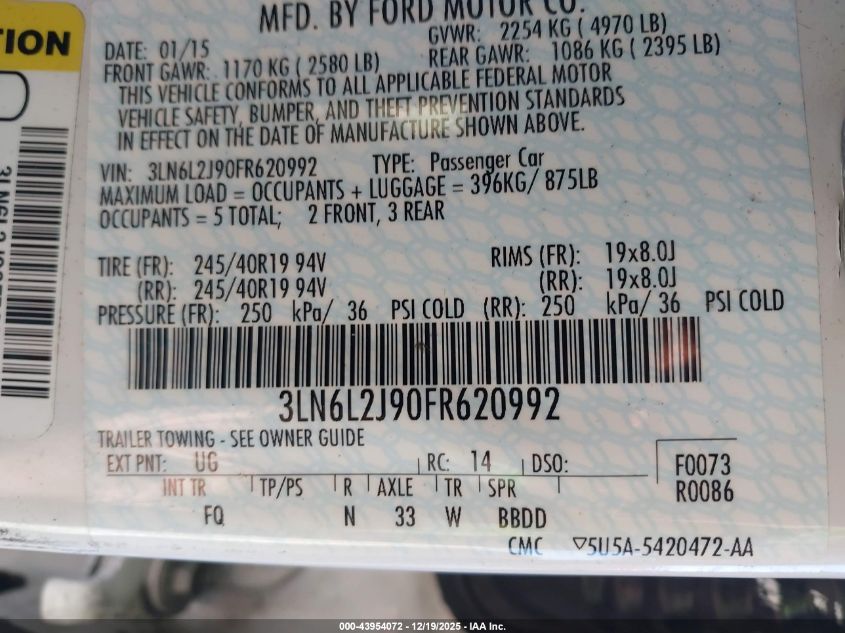 TION
MFD. BY FORD MOTOR CO.
DATE: 01/15 GVWR: 2254 KG ( 4970 LB)
FRONT GAWR: 1170 KG ( 2580 LB) REAR GAWR: 1086 KG ( 2395 LB)
THIS VEHICLE CONFORMS TO ALL APPLICABLE FEDERAL MOTOR
VEHICLE SAFETY, BUMPER, AND THEFT PREVENTION STANDARDS
IN EFFECT ON THE DATE OF MANUFACTURE SHOWN ABOVE.
VIN: 3LN6L2J90FR620992 TYPE: Passenger Car
MAXIMUM LOAD = OCCUPANTS + LUGGAGE = 396KG/ 875LB
OCCUPANTS = 5 TOTAL; 2 FRONT, 3 REAR
TIRE (FR): 245/40R19 94V RIMS (FR): 19x8.0J
(RR): 245/40R19 94V (RR): 19x8.0J
PRESSURE (FR): 250 kPa/ 36 PSI COLD (RR): 250 kPa/ 36 PSI COLD
3LN6L2J90FR620992
TRAILER TOWING - SEE OWNER GUIDE
EXT PNT: UG RC: 14 DSO: F0073
INT TR TP/PS R AXLE TR SPR R0086
FQ N 33 W BBDD
CMC ▽5U5A-5420472-AA
000-43954072 - 12/19/2025 - IAA Inc.